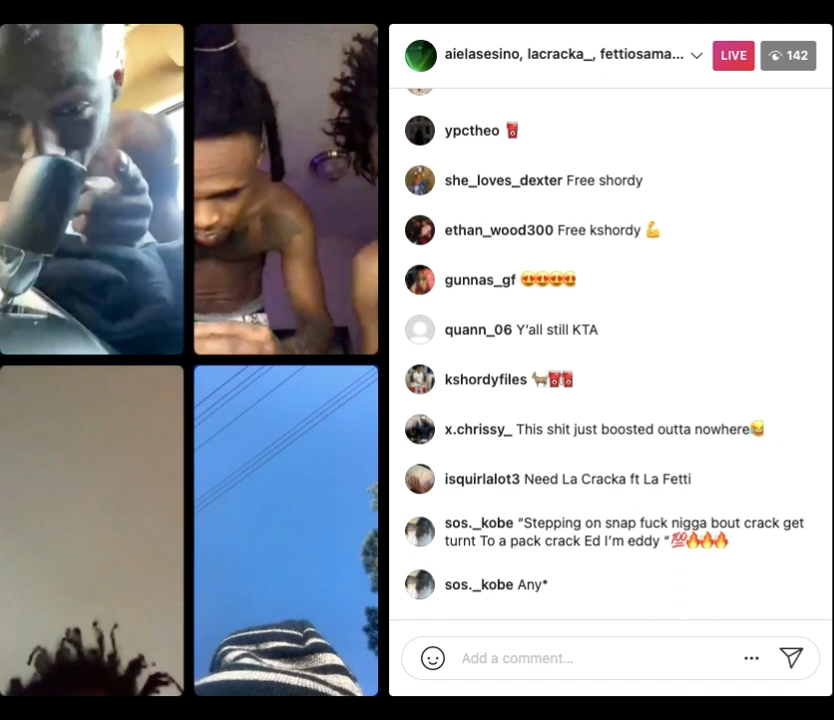 aielasesino, lacracka_, fettiosama...
LIVE
142
ypctheo
she_loves_dexter Free shordy
ethan_wood300 Free kshordy 💪
gunnas_gf 😍😍😍😍
quann_06 Y'all still KTA
kshordyfiles 🐐
x.chrissy_ This shit just boosted outta nowhere😂
isquirlalot3 Need La Cracka ft La Fetti
sos._kobe “Stepping on snap fuck nigga bout crack get
turnt To a pack crack Ed I'm eddy “💯🔥🔥🔥
sos._kobe Any*
Add a comment...